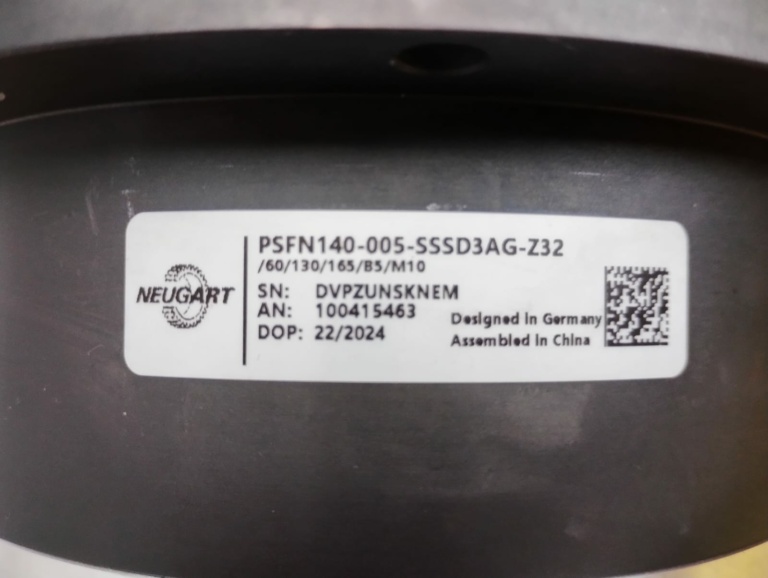 NEUGART
PSFN140-005-SSSD3AG-Z32
/60/130/165/B5/M10
SN: DVPZUNSKNEM
AN: 100415463
DOP: 22/2024
Designed in Germany
Assembled in China